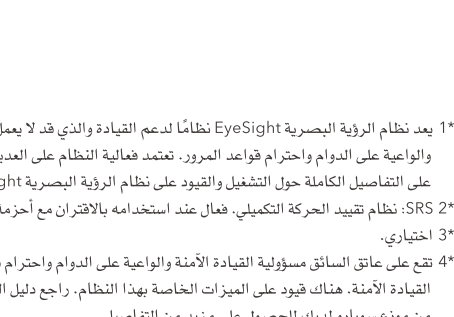 *1 يعد نظام الرؤية البصرية EyeSight نظامًا لدعم القيادة والذي قد لا يعمل
والواعية على الدوام واحترام قواعد المرور. تعتمد فعالية النظام على
على التفاصيل الكاملة حول التشغيل والقيود على نظام الرؤية البصرية
*2 SRS: نظام تقييد الحركة التكميلي. فعال عند استخدامه بالاقتران مع أحزمة
*3 اختياري.
*4 تقع على عاتق السائق مسؤولية القيادة الآمنة والواعية على الدوام واحترام
القيادة الآمنة. هناك قيود على الميزات الخاصة بهذا النظام. راجع دليل